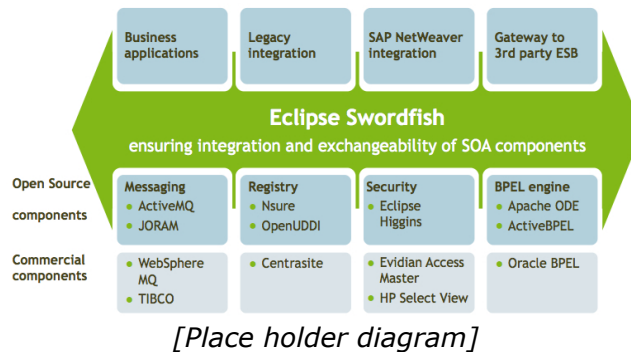 Business
applications
Legacy
integration
SAP NetWeaver
integration
Gateway to
3rd party ESB
Eclipse Swordfish
ensuring integration and exchangeability of SOA components
Open Source
components
Messaging
• ActiveMQ
• JORAM
Registry
• Nsure
• OpenUDDI
Security
• Eclipse
Higgins
BPEL engine
• Apache ODE
• ActiveBPEL
Commercial
components
• WebSphere
MQ
• TIBCO
• Centrasite
• Evidian Access
Master
• HP Select View
• Oracle BPEL
[Place holder diagram]